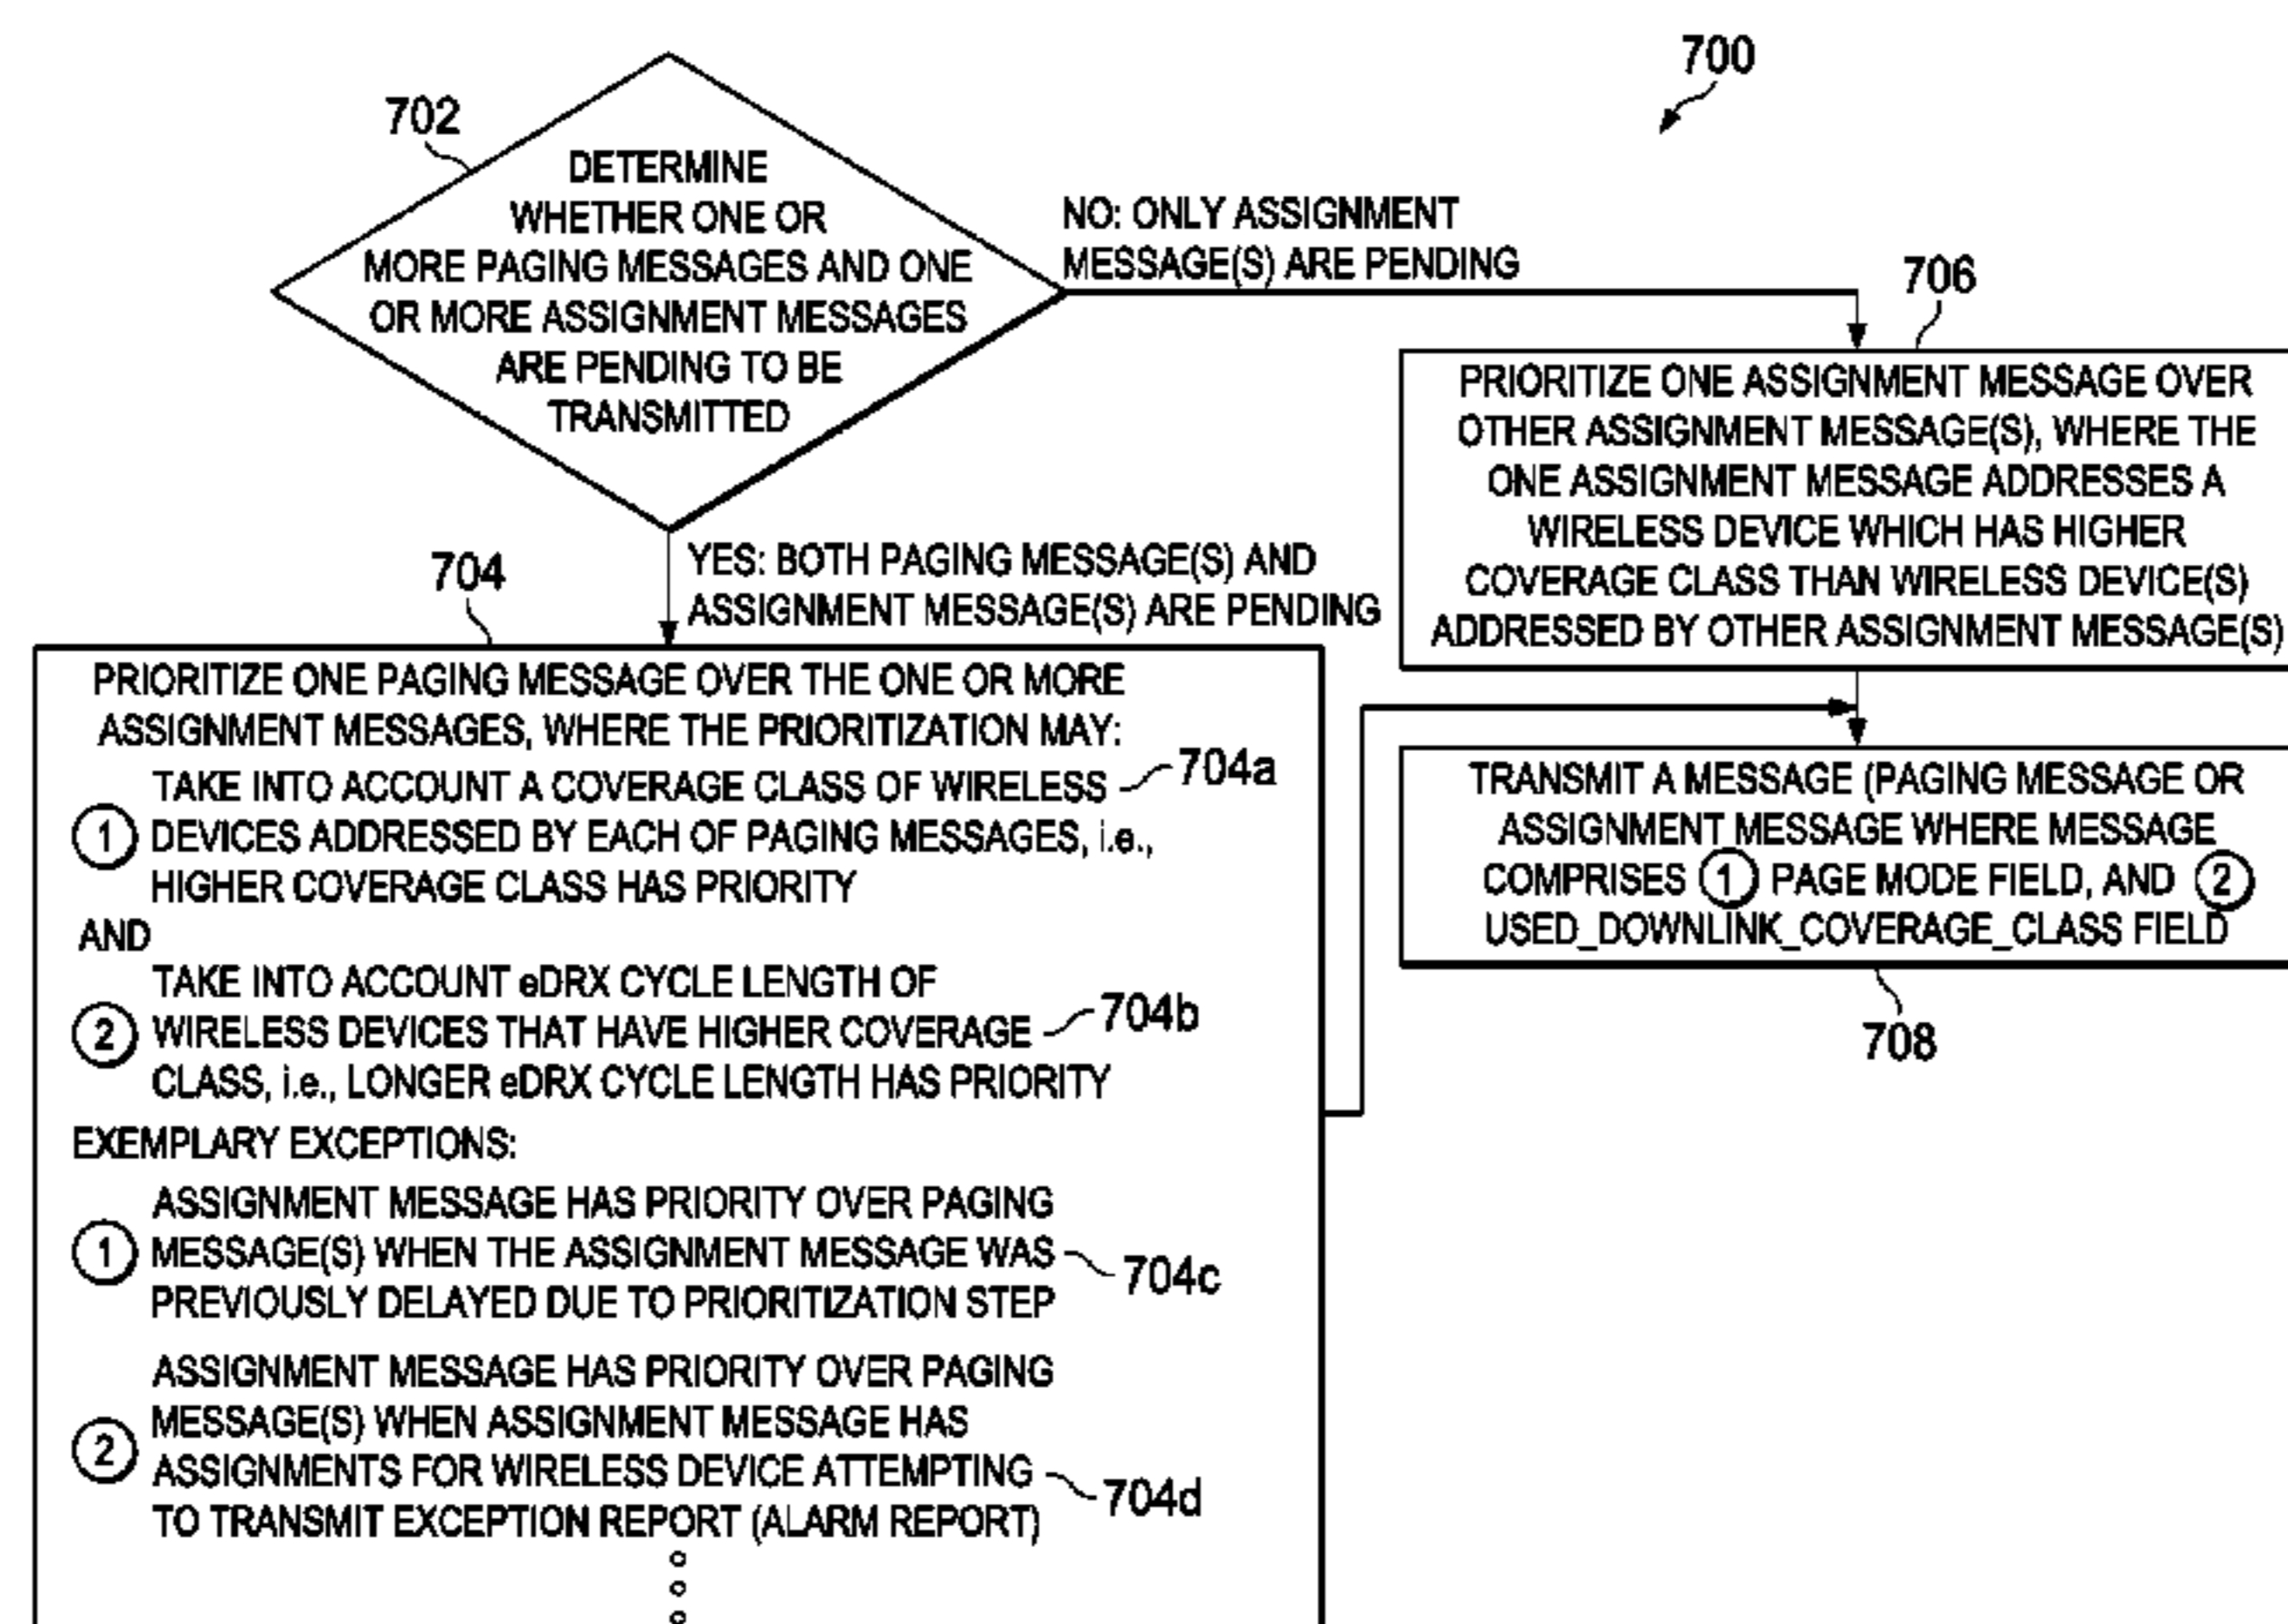 700
702
DETERMINE
WHETHER ONE OR
MORE PAGING MESSAGES AND ONE
OR MORE ASSIGNMENT MESSAGES
ARE PENDING TO BE
TRANSMITTED
NO: ONLY ASSIGNMENT
MESSAGE(S) ARE PENDING
706
PRIORITIZE ONE ASSIGNMENT MESSAGE OVER
OTHER ASSIGNMENT MESSAGE(S), WHERE THE
ONE ASSIGNMENT MESSAGE ADDRESSES A
WIRELESS DEVICE WHICH HAS HIGHER
COVERAGE CLASS THAN WIRELESS DEVICE(S)
ADDRESSED BY OTHER ASSIGNMENT MESSAGE(S)
YES: BOTH PAGING MESSAGE(S) AND
ASSIGNMENT MESSAGE(S) ARE PENDING
704
PRIORITIZE ONE PAGING MESSAGE OVER THE ONE OR MORE
ASSIGNMENT MESSAGES, WHERE THE PRIORITIZATION MAY:
TAKE INTO ACCOUNT A COVERAGE CLASS OF WIRELESS 704a
1 DEVICES ADDRESSED BY EACH OF PAGING MESSAGES, i.e.,
HIGHER COVERAGE CLASS HAS PRIORITY
AND
TAKE INTO ACCOUNT eDRX CYCLE LENGTH OF
2 WIRELESS DEVICES THAT HAVE HIGHER COVERAGE 704b
CLASS, i.e., LONGER eDRX CYCLE LENGTH HAS PRIORITY
EXEMPLARY EXCEPTIONS:
ASSIGNMENT MESSAGE HAS PRIORITY OVER PAGING
1 MESSAGE(S) WHEN THE ASSIGNMENT MESSAGE WAS 704c
PREVIOUSLY DELAYED DUE TO PRIORITIZATION STEP
ASSIGNMENT MESSAGE HAS PRIORITY OVER PAGING
MESSAGE(S) WHEN ASSIGNMENT MESSAGE HAS
2 ASSIGNMENTS FOR WIRELESS DEVICE ATTEMPTING 704d
TO TRANSMIT EXCEPTION REPORT (ALARM REPORT)
TRANSMIT A MESSAGE (PAGING MESSAGE OR
ASSIGNMENT MESSAGE WHERE MESSAGE
COMPRISES 1 PAGE MODE FIELD, AND 2
USED_DOWNLINK_COVERAGE_CLASS FIELD
708